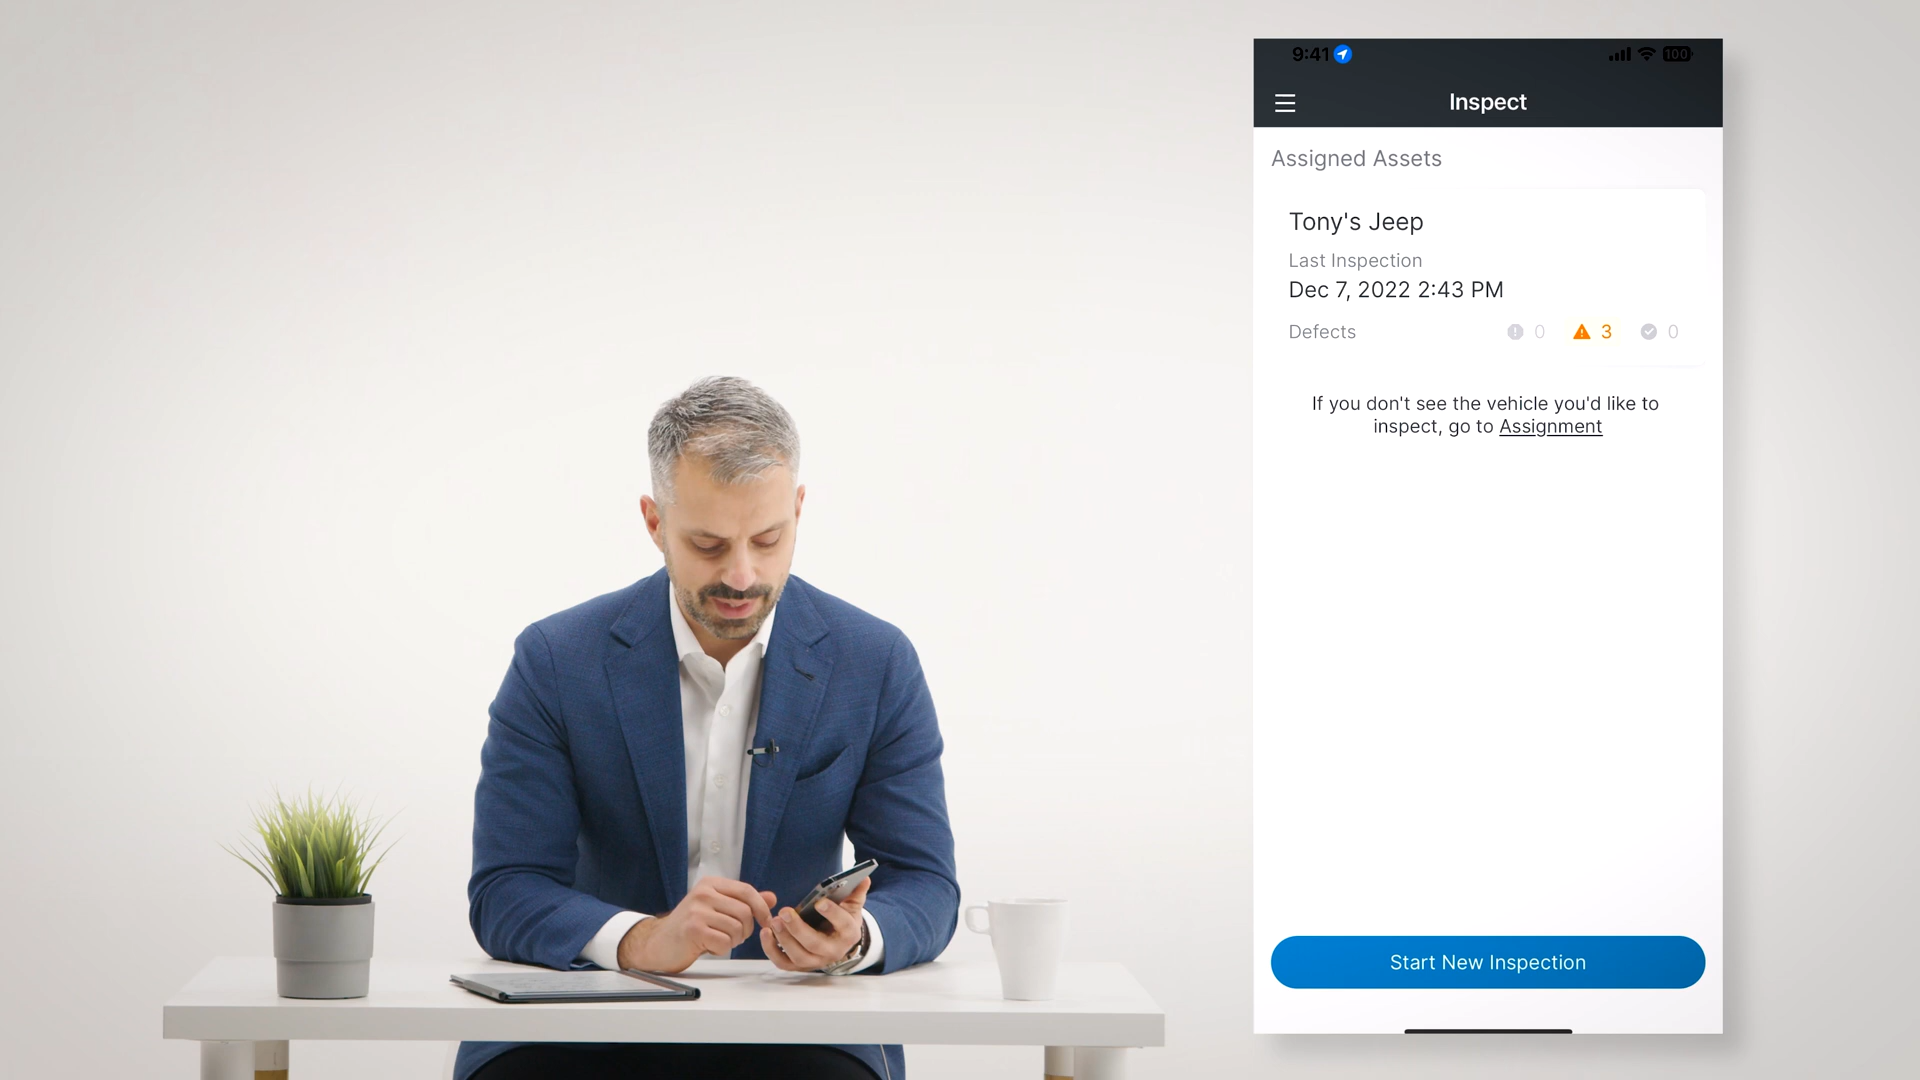 9:41
100
Inspect
Assigned Assets
Tony's Jeep
Last Inspection
Dec 7, 2022 2:43 PM
Defects 0 3 0
If you don't see the vehicle you'd like to
inspect, go to Assignment
Start New Inspection